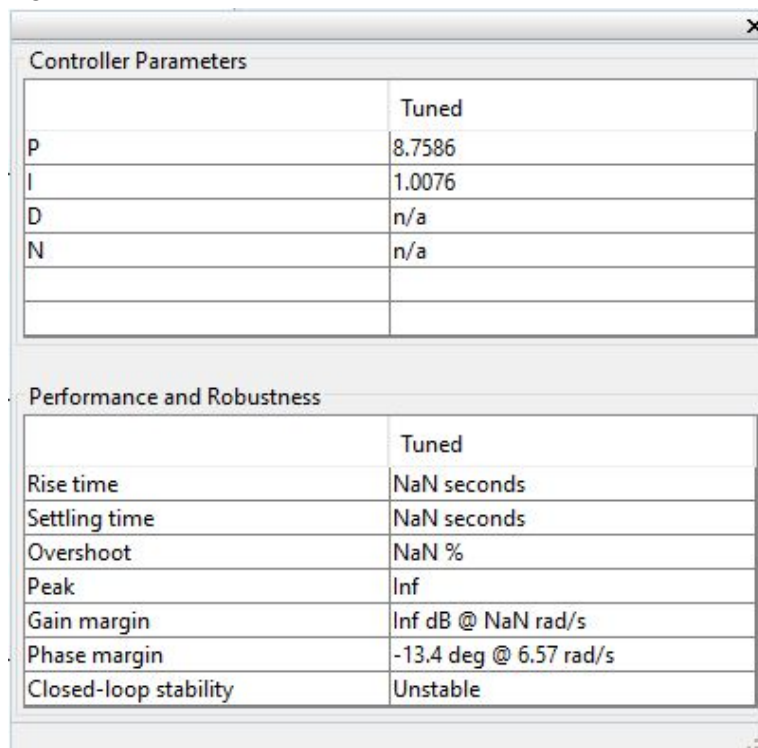 Controller Parameters
Tuned
P 8.7586
I 1.0076
D n/a
N n/a
Performance and Robustness
Tuned
Rise time NaN seconds
Settling time NaN seconds
Overshoot NaN %
Peak Inf
Gain margin Inf dB @ NaN rad/s
Phase margin -13.4 deg @ 6.57 rad/s
Closed-loop stability Unstable